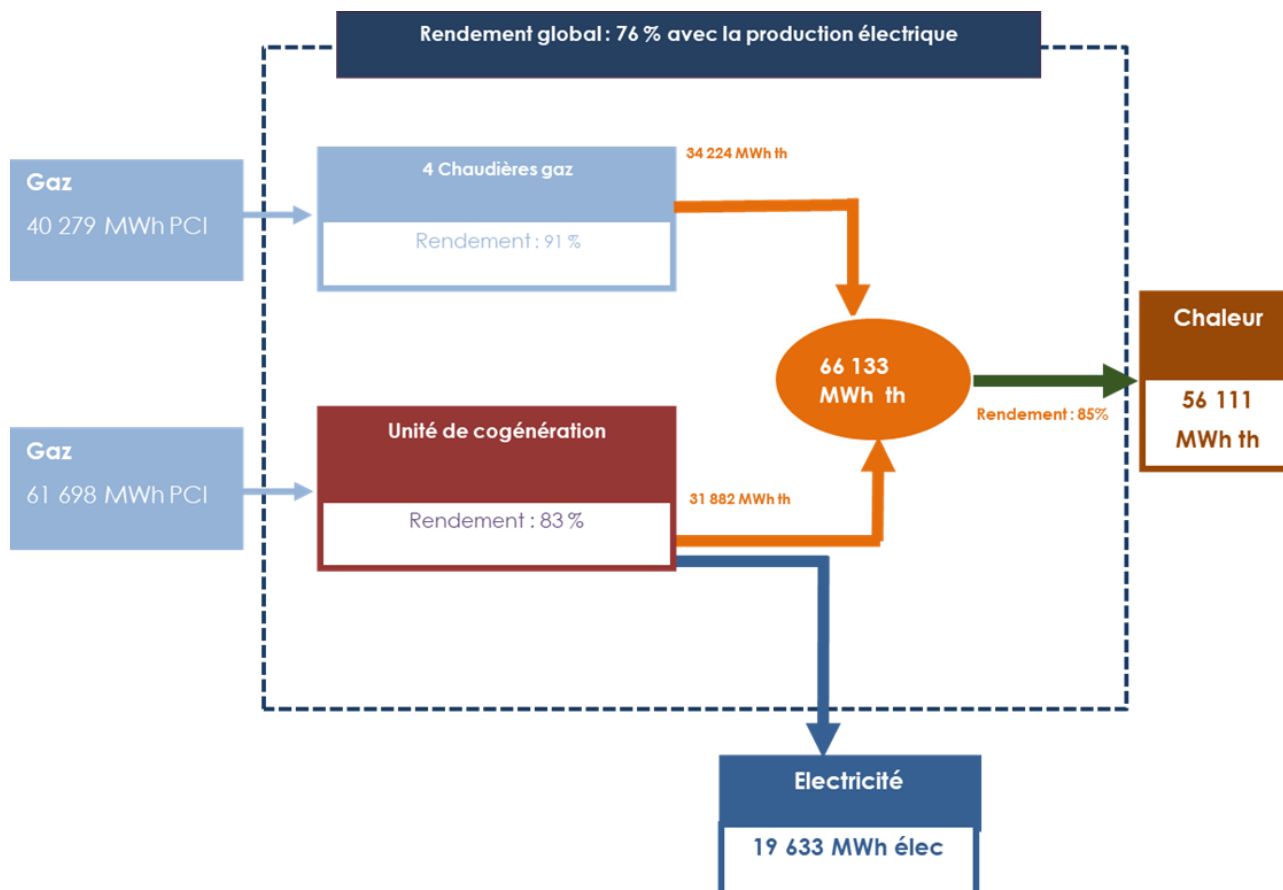 Rendement global : 76 % avec la production électrique
Gaz
40 279 MWh PCI
4 Chaudières gaz
Rendement : 91 %
34 224 MWh th
66 133
MWh th
Rendement : 85%
Chaleur
56 111
MWh th
Gaz
61 698 MWh PCI
Unité de cogénération
Rendement : 83 %
31 882 MWh th
Electricité
19 633 MWh élec